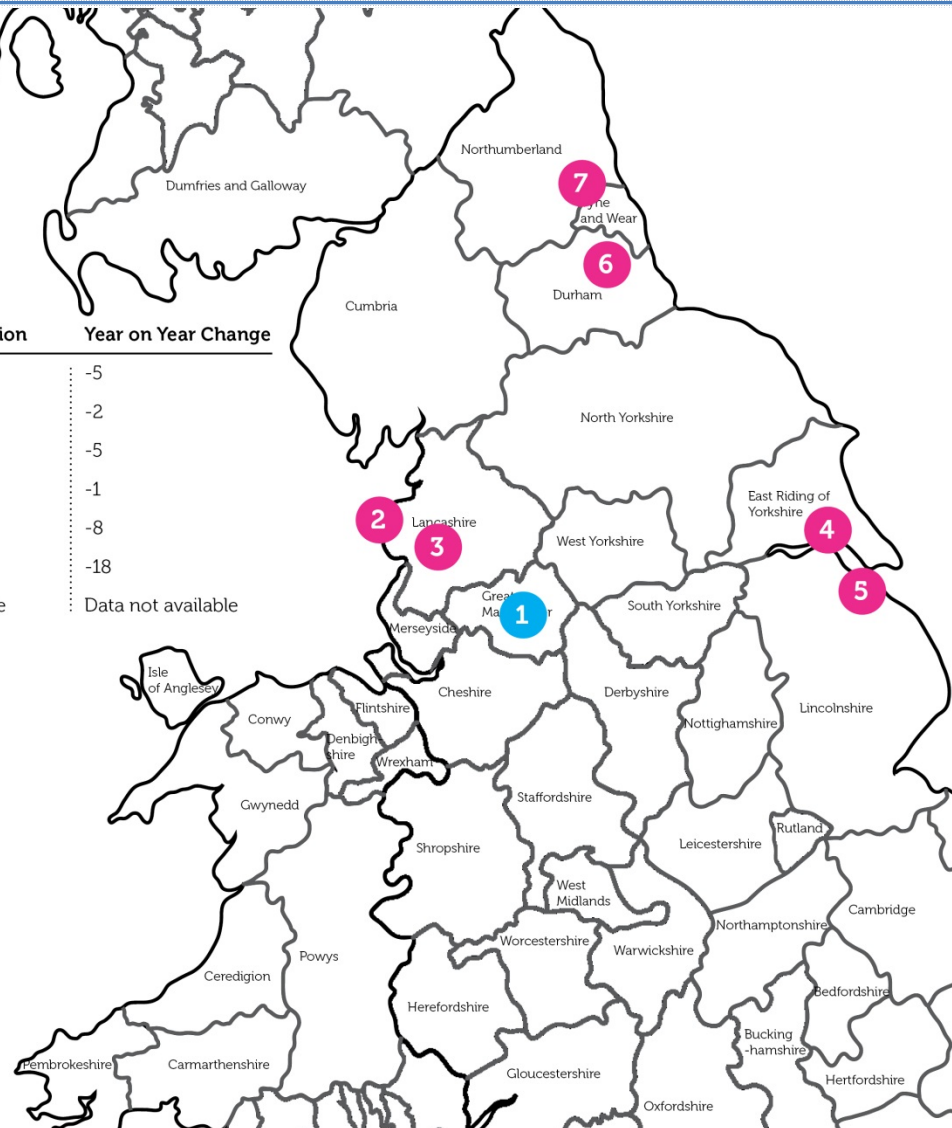 Northumberland
7
and Wear
Dumfries and Galloway
6
Durham
Cumbria
Year on Year Change
-5
-2
-5
-1
-8
-18
Data not available
North Yorkshire
East Riding of
Yorkshire
2
Lancashire
3
4
West Yorkshire
5
1
South Yorkshire
Merseyside
Isle
of Anglesey
Cheshire
Derbyshire
Flintshire
Conwy
Nottighamshire
Lincolnshire
Denbigh-
shire
Wrexham
Gwynedd
Staffordshire
Rutland
Leicestershire
Shropshire
West
Midlands
Cambridge
Northamptonshire
Worcestershire
Warwickshire
Powys
Ceredigion
Bedfordshire
Herefordshire
Bucking
-hamshire
Pembrokeshire
Carmarthenshire
Gloucestershire
Hertfordshire
Oxfordshire